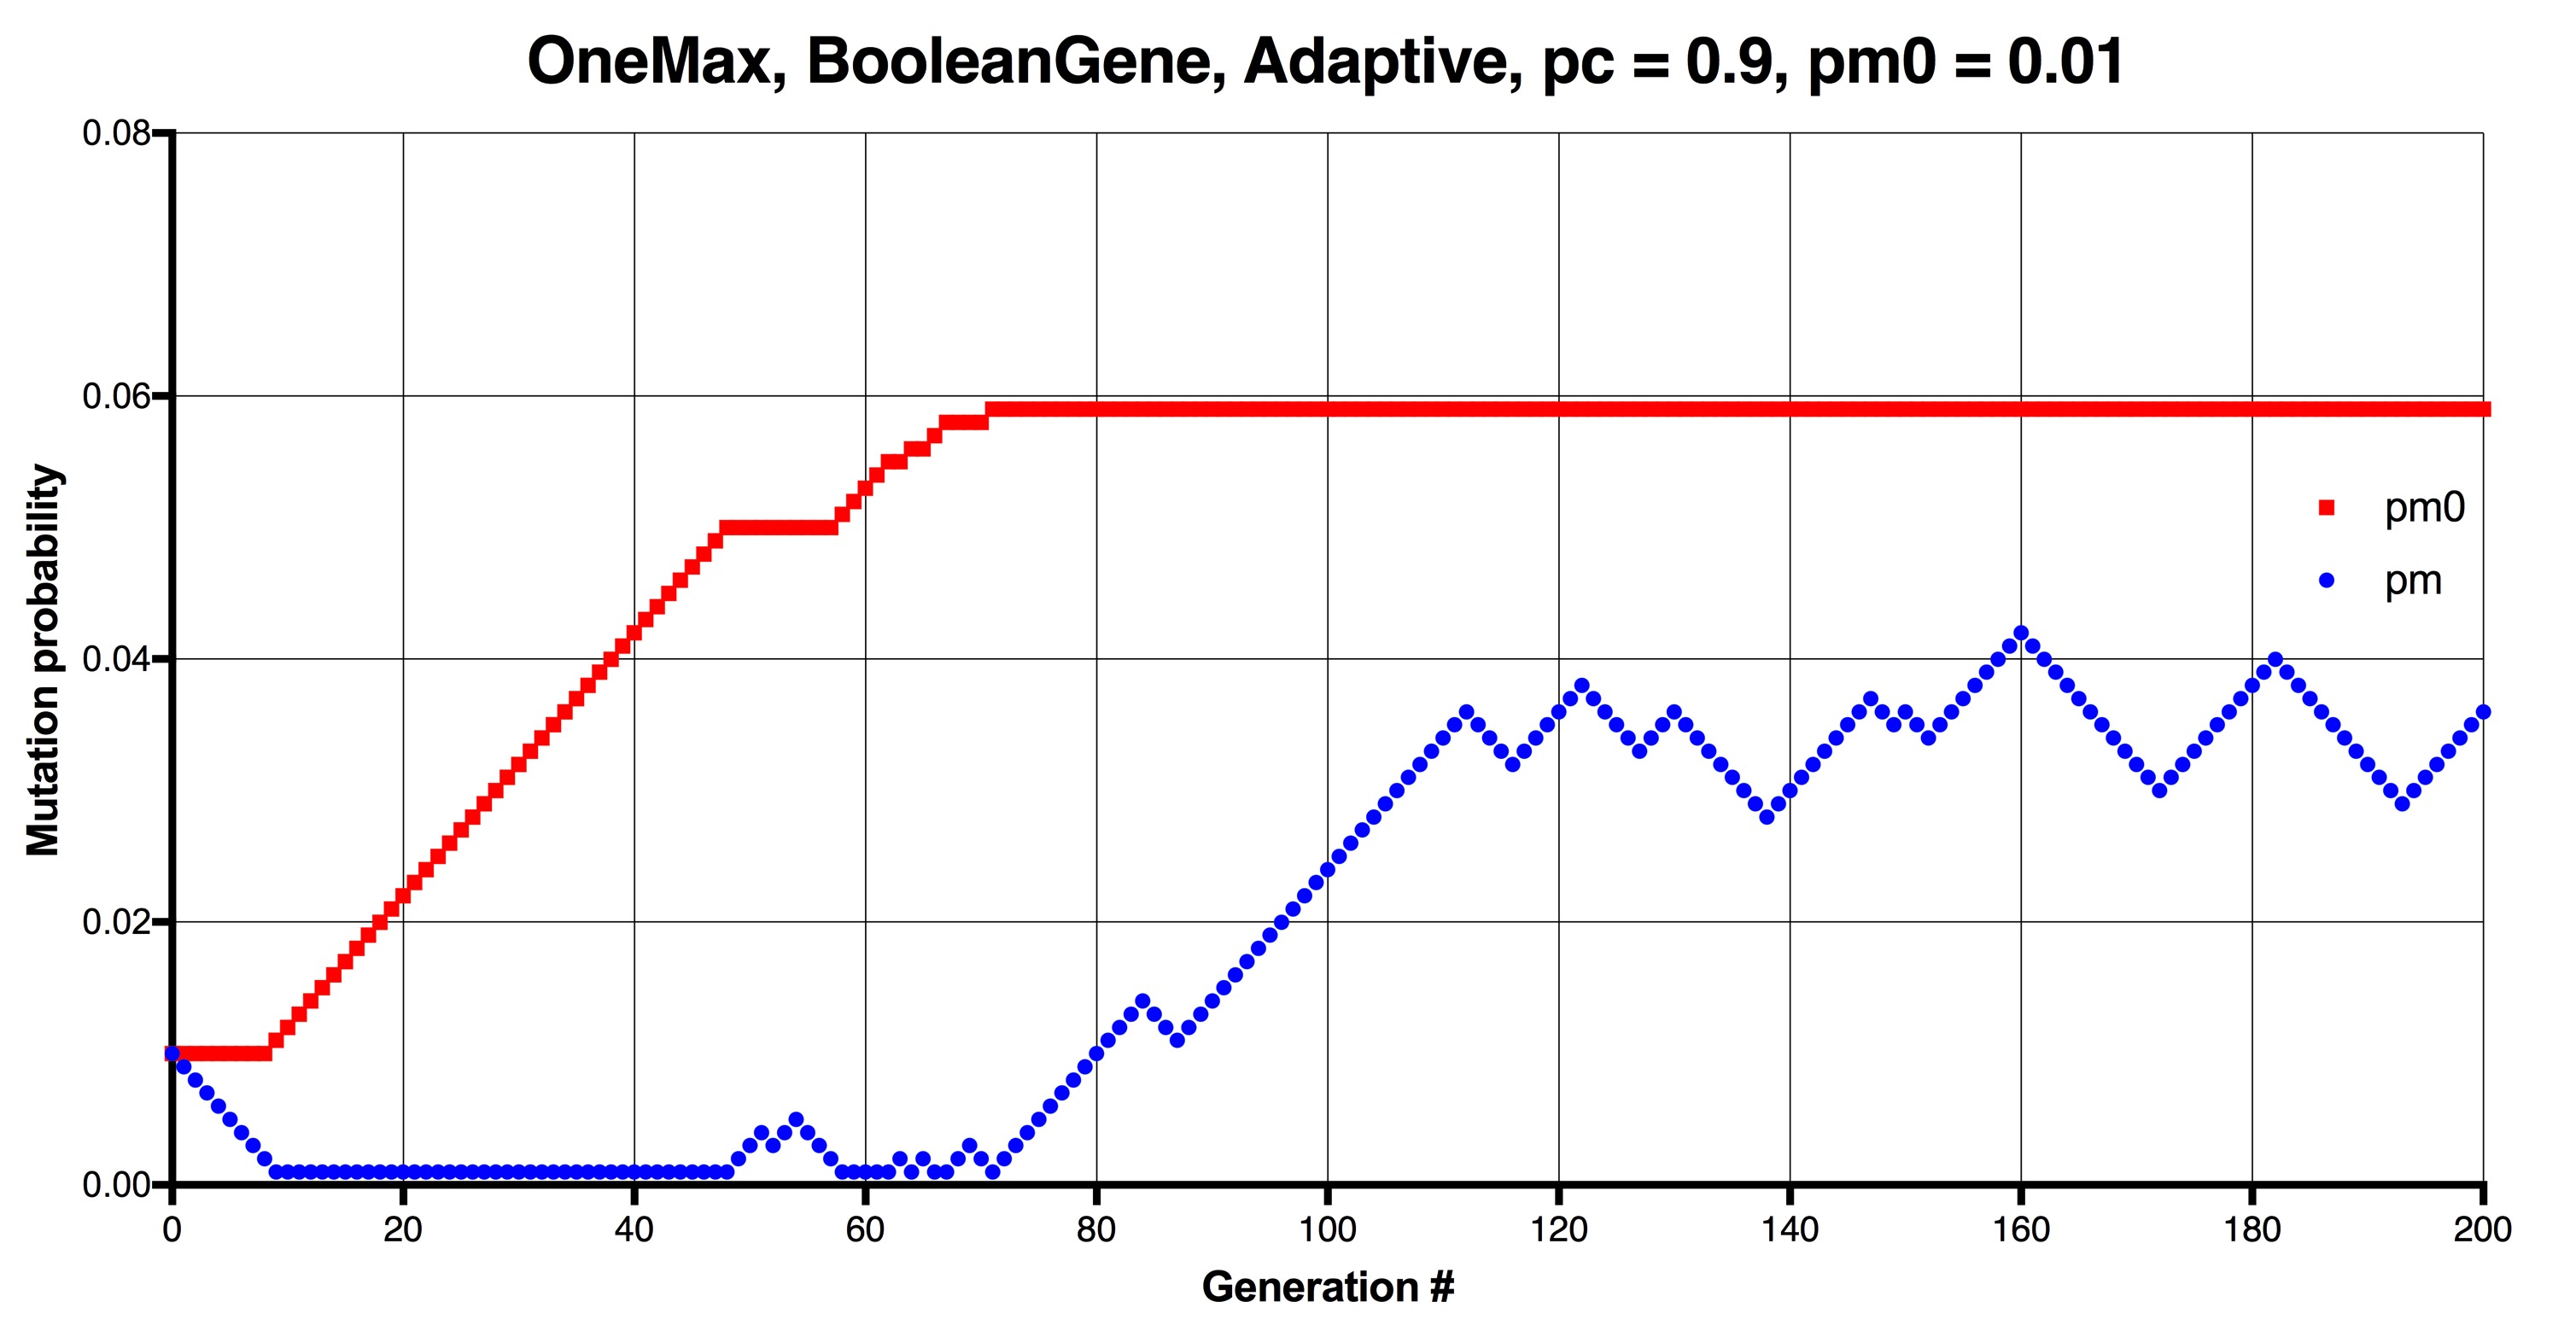 OneMax, BooleanGene, Adaptive, pc = 0.9, pm0 = 0.01
0.08
0.06
0.04
0.02
0.00
Mutation probability
pm0
pm
0 20 40 60 80 100 120 140 160 180 200
Generation #